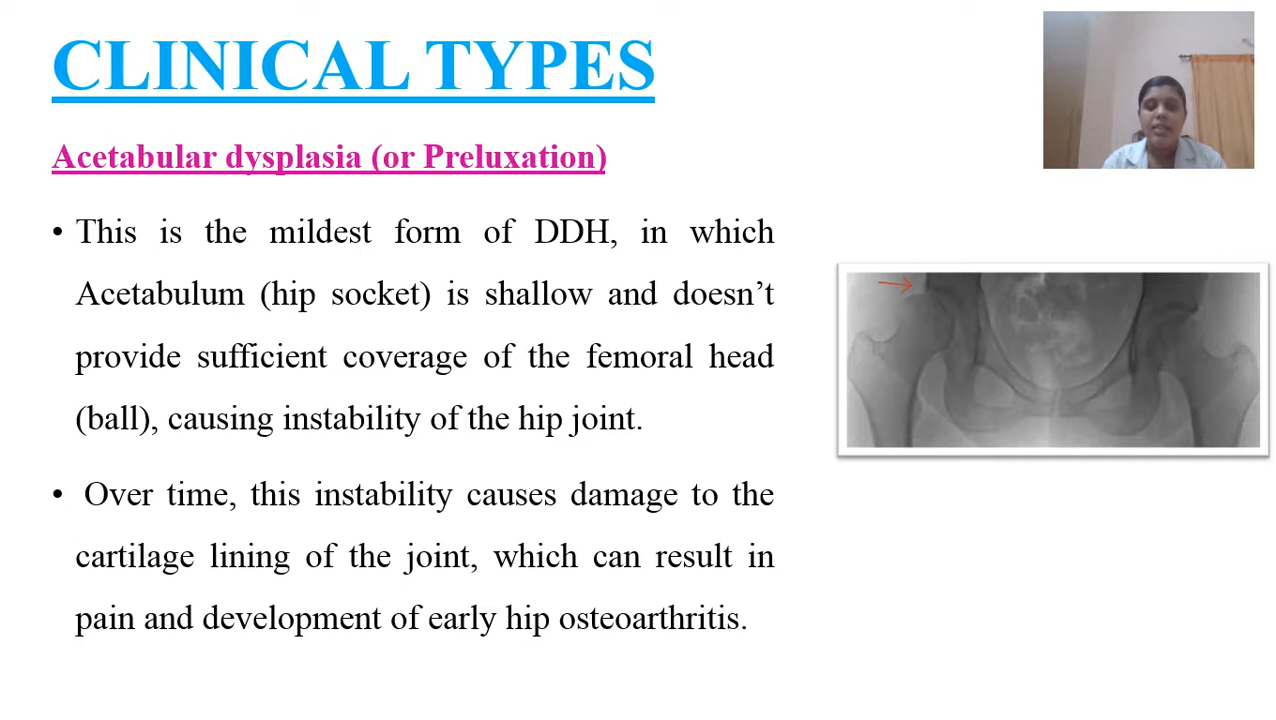 CLINICAL TYPES
Acetabular dysplasia (or Preluxation)
• This is the mildest form of DDH, in which
Acetabulum (hip socket) is shallow and doesn’t
provide sufficient coverage of the femoral head
(ball), causing instability of the hip joint.
• Over time, this instability causes damage to the
cartilage lining of the joint, which can result in
pain and development of early hip osteoarthritis.